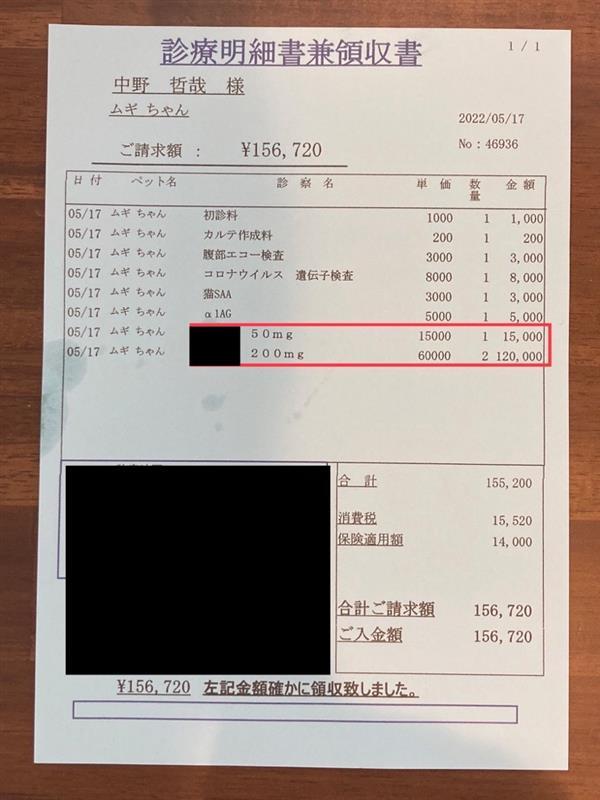 診療明細書兼領収書
1 / 1
中野 哲哉 様
ムギ ちゃん
2022/05/17
ご請求額 : ¥156,720
No : 46936
日 付 ペット名 診 察 名 単 価 数量 金 額
05/17 ムギ ちゃん 初診料 1000 1 1,000
05/17 ムギ ちゃん カルテ作成料 200 1 200
05/17 ムギ ちゃん 腹部エコー検査 3000 1 3,000
05/17 ムギ ちゃん コロナウイルス 遺伝子検査 8000 1 8,000
05/17 ムギ ちゃん 猫SAA 3000 1 3,000
05/17 ムギ ちゃん α1AG 5000 1 5,000
05/17 ムギ ちゃん 50mg 15000 1 15,000
05/17 ムギ ちゃん 200mg 60000 2 120,000
合 計 155,200
消費税 15,520
保険適用額 14,000
合計ご請求額 156,720
ご入金額 156,720
¥156,720 左記金額確かに領収致しました。